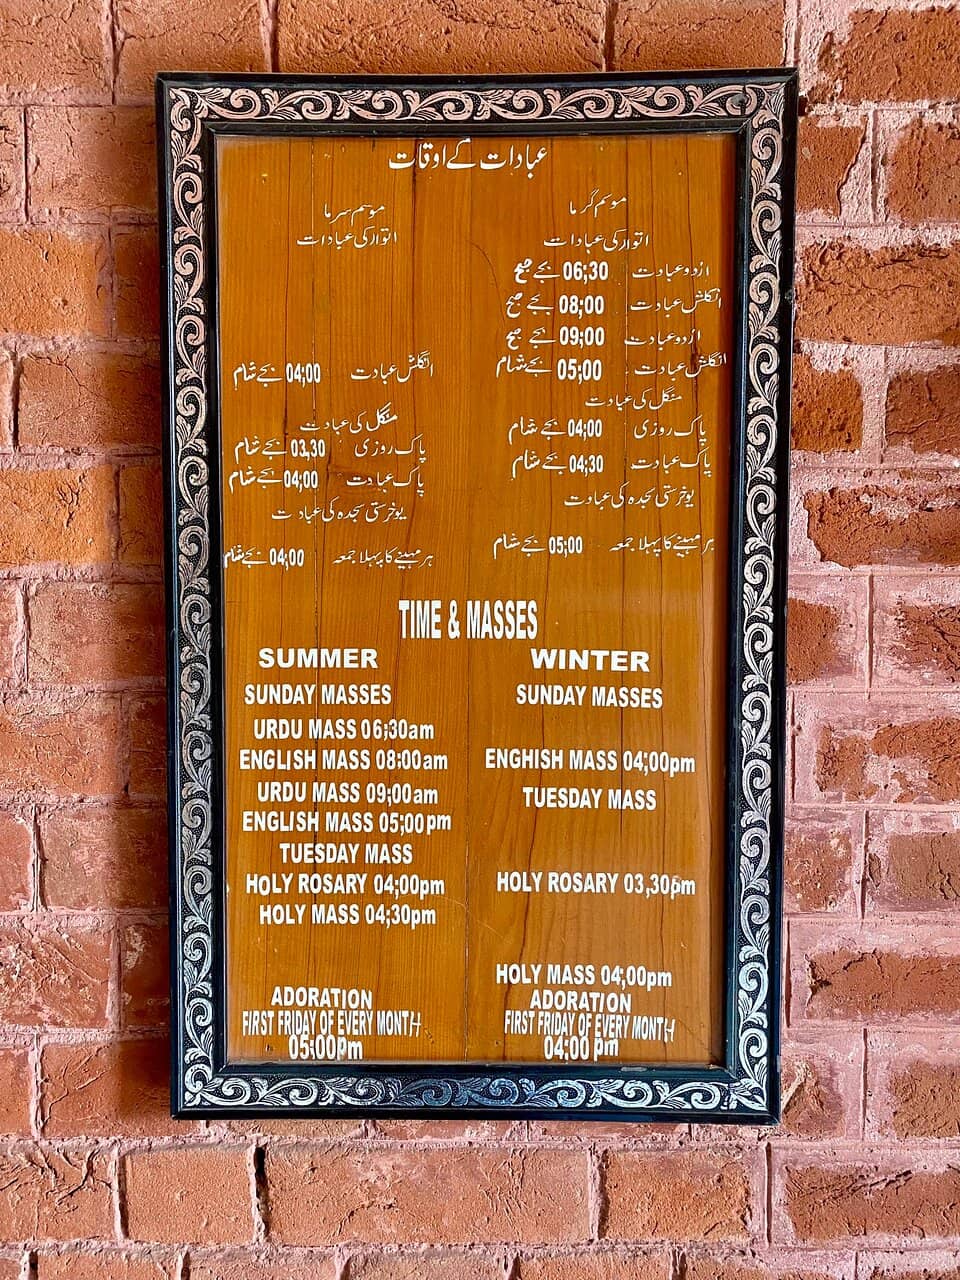 عبادات کے اوقات
موسم گرما
اتوار کی عبادات
اردو عبادت 06;30 بجے صبح
انگلش عبادت 08;00 بجے صبح
اردو عبادت 09;00 بجے صبح
انگلش عبادت 05;00 بجے شام
منگل کی عبادت
پاک روزی 04;00 بجے شام
پاک عبادت 04;30 بجے شام
یوخرستی سجدہ کی عبادت
ہر مہینے کا پہلا جمعہ 05;00 بجے شام
موسم سرما
اتوار کی عبادات
انگلش عبادت 04;00 بجے شام
منگل کی عبادت
پاک روزی 03,30 بجے شام
پاک عبادت 04;00 بجے شام
یوخرستی سجدہ کی عبادت
ہر مہینے کا پہلا جمعہ 04;00 بجے شام
TIME & MASSES
SUMMER
SUNDAY MASSES
URDU MASS 06;30am
ENGLISH MASS 08:00am
URDU MASS 09;00am
ENGLISH MASS 05;00pm
TUESDAY MASS
HOLY ROSARY 04;00pm
HOLY MASS 04;30pm
ADORATION
FIRST FRIDAY OF EVERY MONTH
05:00Pm
WINTER
SUNDAY MASSES
ENGHISH MASS 04;00pm
TUESDAY MASS
HOLY ROSARY 03,30pm
HOLY MASS 04;00pm
ADORATION
FIRST FRIDAY OF EVERY MONTH
04:00 pm